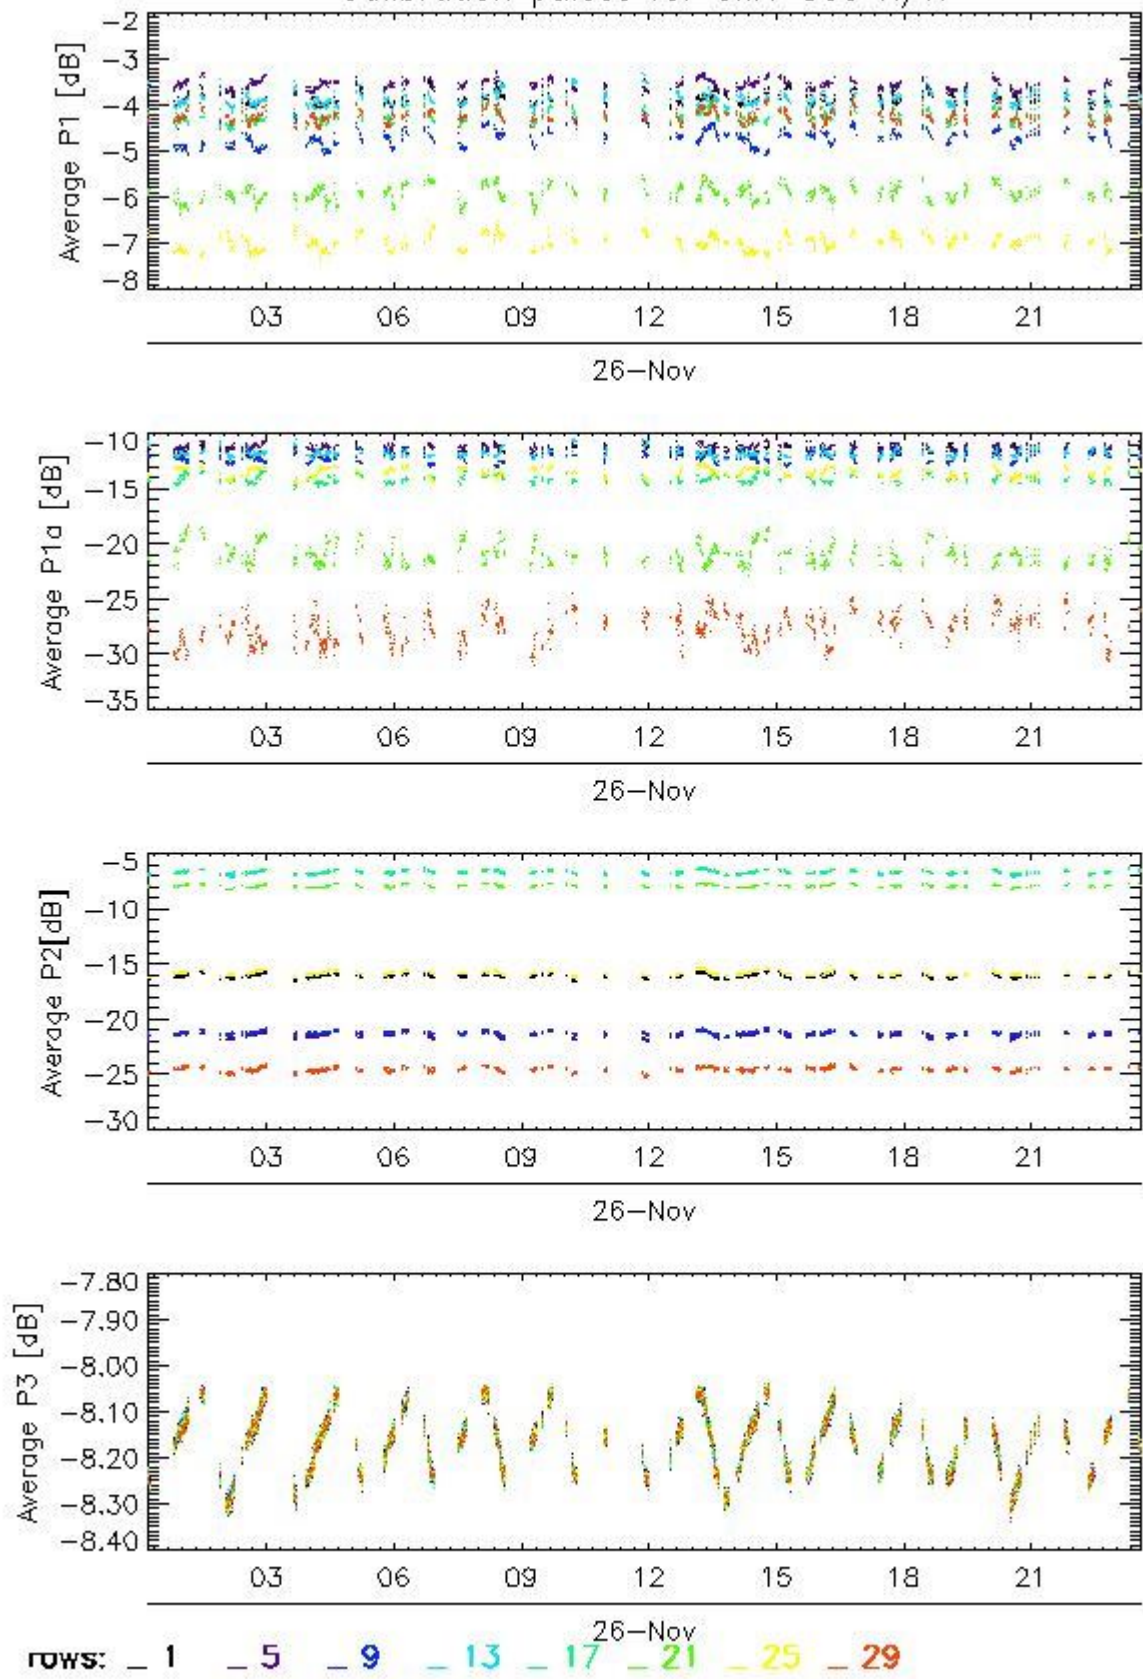 -2
-3
-4
-5
-6
-7
-8
Average P1 [dB]
03 06 09 12 15 18 21
26-Nov
-10
-15
-20
-25
-30
-35
Average P1a [dB]
03 06 09 12 15 18 21
26-Nov
-5
-10
-15
-20
-25
-30
Average P2[dB]
03 06 09 12 15 18 21
26-Nov
-7.80
-7.90
-8.00
-8.10
-8.20
-8.30
-8.40
Average P3 [dB]
03 06 09 12 15 18 21
26-Nov
rows: _ 1 _ 5 _ 9 _ 13 _ 17 _ 21 _ 25 _ 29